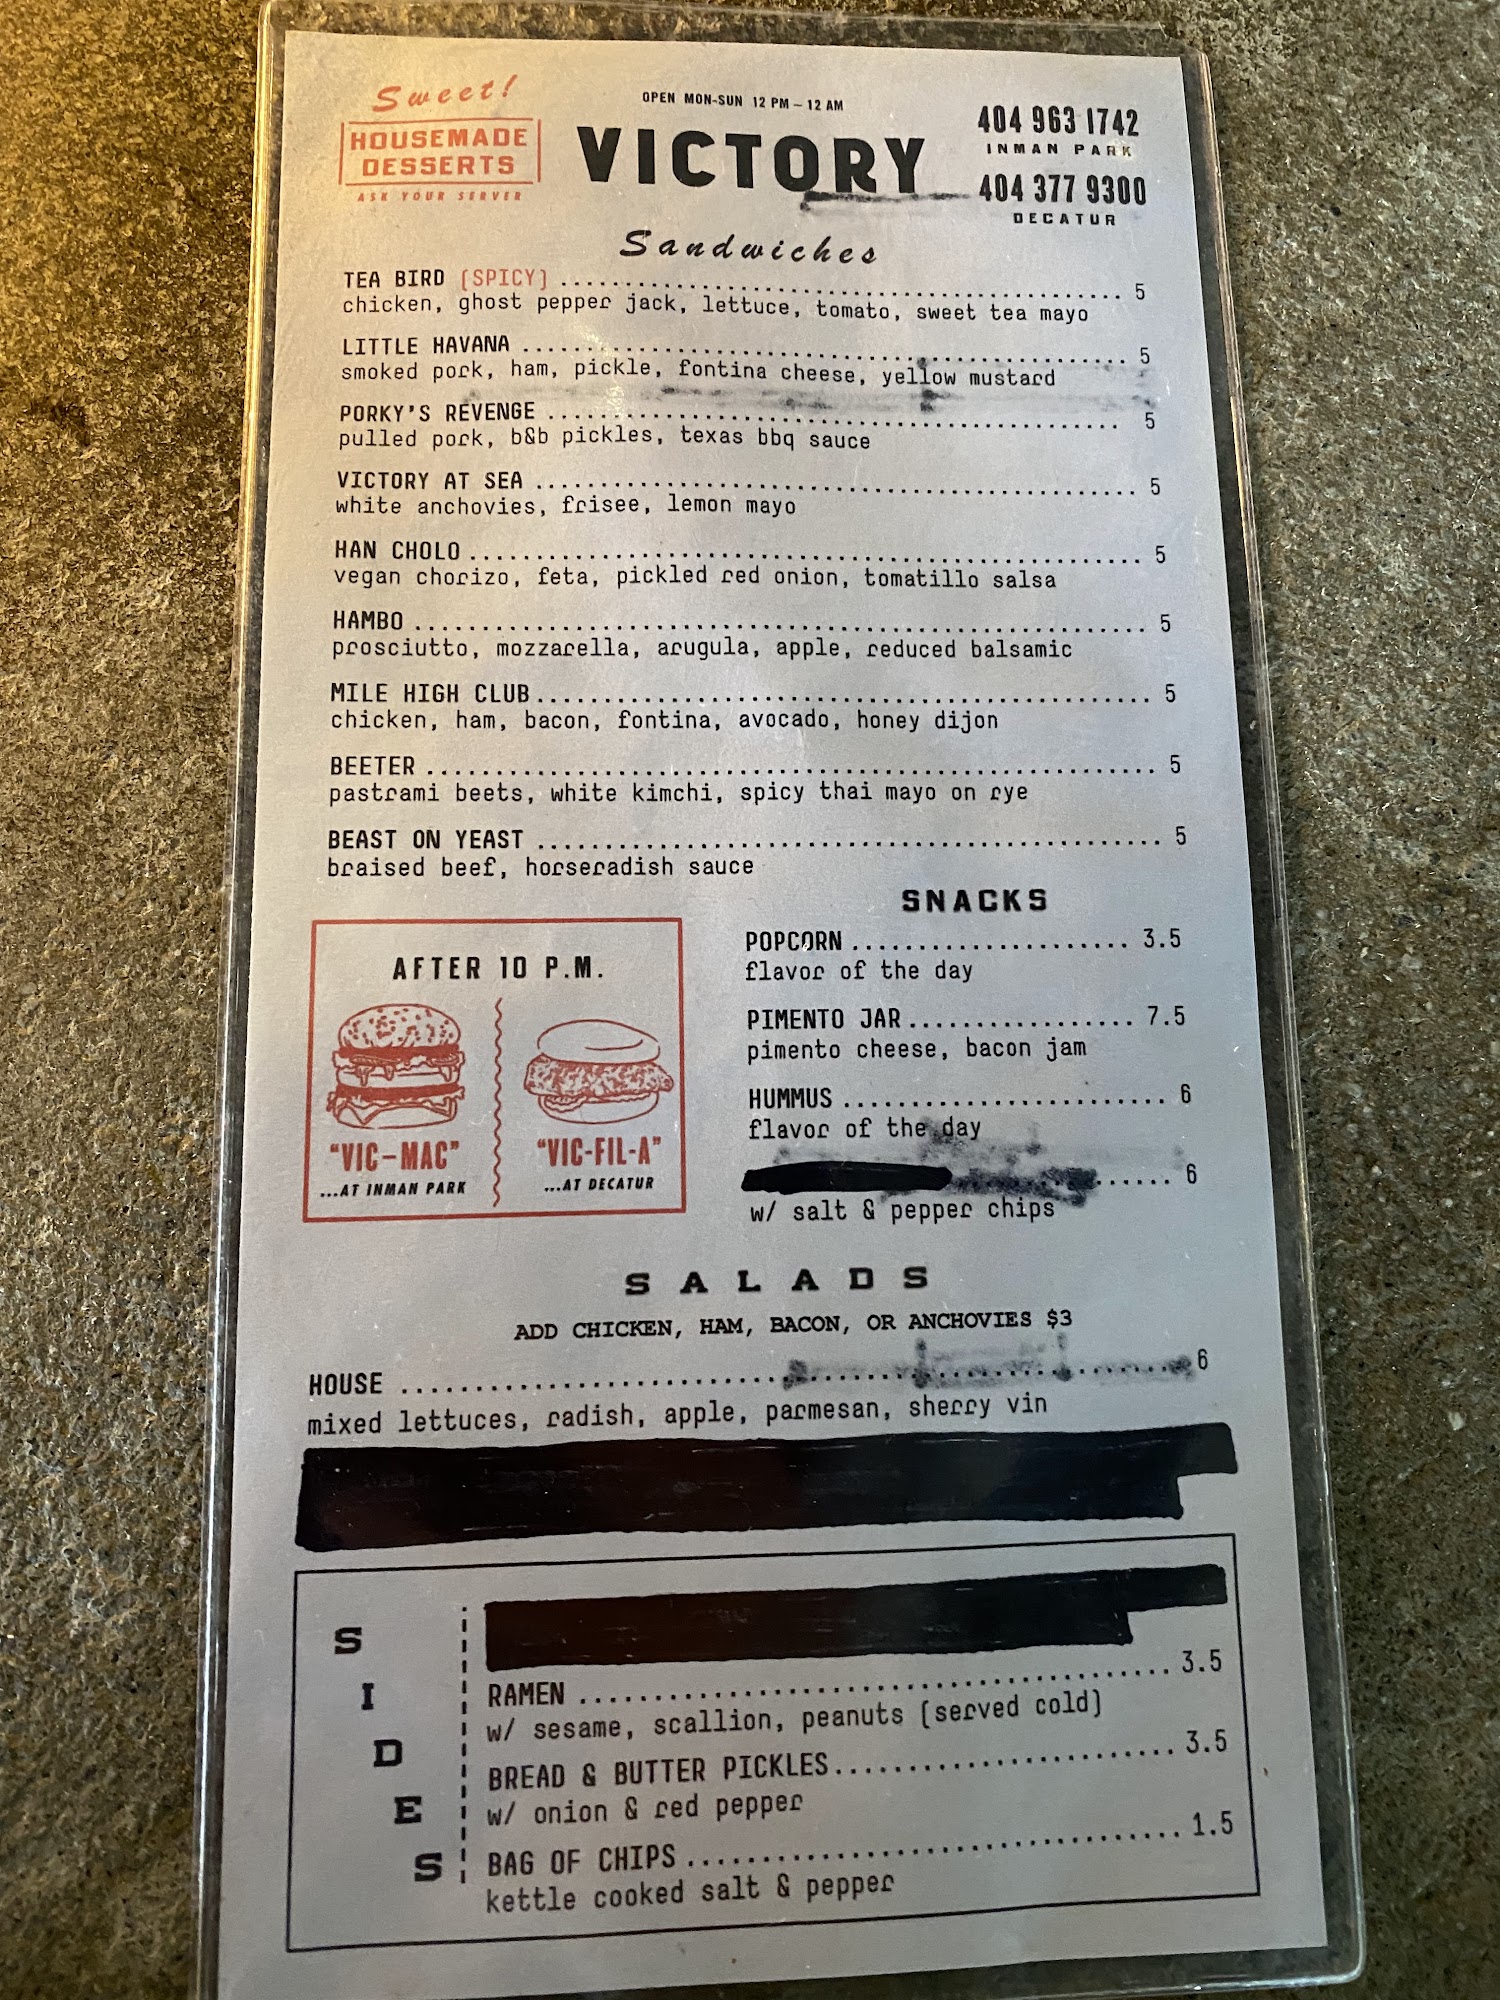 Sweet!
HOUSEMADE
DESSERTS
ASK YOUR SERVER
OPEN MON-SUN 12 PM – 12 AM
VICTORY
404 963 1742
INMAN PARK
404 377 9300
DECATUR
Sandwiches
TEA BIRD [SPICY] 5
chicken, ghost pepper jack, lettuce, tomato, sweet tea mayo
LITTLE HAVANA 5
smoked pork, ham, pickle, fontina cheese, yellow mustard
PORKY'S REVENGE 5
pulled pork, b&b pickles, texas bbq sauce
VICTORY AT SEA 5
white anchovies, frisee, lemon mayo
HAN CHOLO 5
vegan chorizo, feta, pickled red onion, tomatillo salsa
HAMBO 5
prosciutto, mozzarella, arugula, apple, reduced balsamic
MILE HIGH CLUB 5
chicken, ham, bacon, fontina, avocado, honey dijon
BEETER 5
pastrami beets, white kimchi, spicy thai mayo on rye
BEAST ON YEAST 5
braised beef, horseradish sauce
AFTER 10 P.M.
"VIC-MAC"
...AT INMAN PARK
"VIC-FIL-A"
...AT DECATUR
SNACKS
POPCORN 3.5
flavor of the day
PIMENTO JAR 7.5
pimento cheese, bacon jam
HUMMUS 6
flavor of the day
6
w/ salt & pepper chips
SALADS
ADD CHICKEN, HAM, BACON, OR ANCHOVIES $3
HOUSE 6
mixed lettuces, radish, apple, parmesan, sherry vin
SIDES
RAMEN 3.5
w/ sesame, scallion, peanuts (served cold)
BREAD & BUTTER PICKLES 3.5
w/ onion & red pepper
BAG OF CHIPS 1.5
kettle cooked salt & pepper